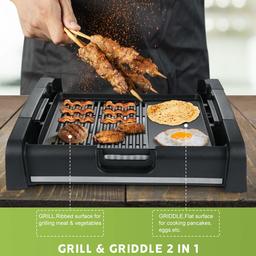 GRILL:Ribbed surface for
grilling meat & vegetables
GRIDDLE:Flat surface
for cooking pancakes,
eggs etc.
GRILL & GRIDDLE 2 IN 1